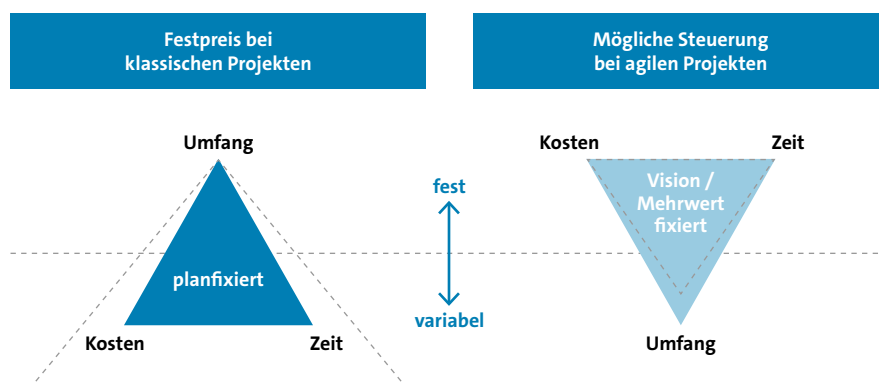 Festpreis bei
klassischen Projekten
Mögliche Steuerung
bei agilen Projekten
Umfang
planfixiert
Kosten
Zeit
fest
variabel
Kosten
Zeit
Vision /
Mehrwert
fixiert
Umfang